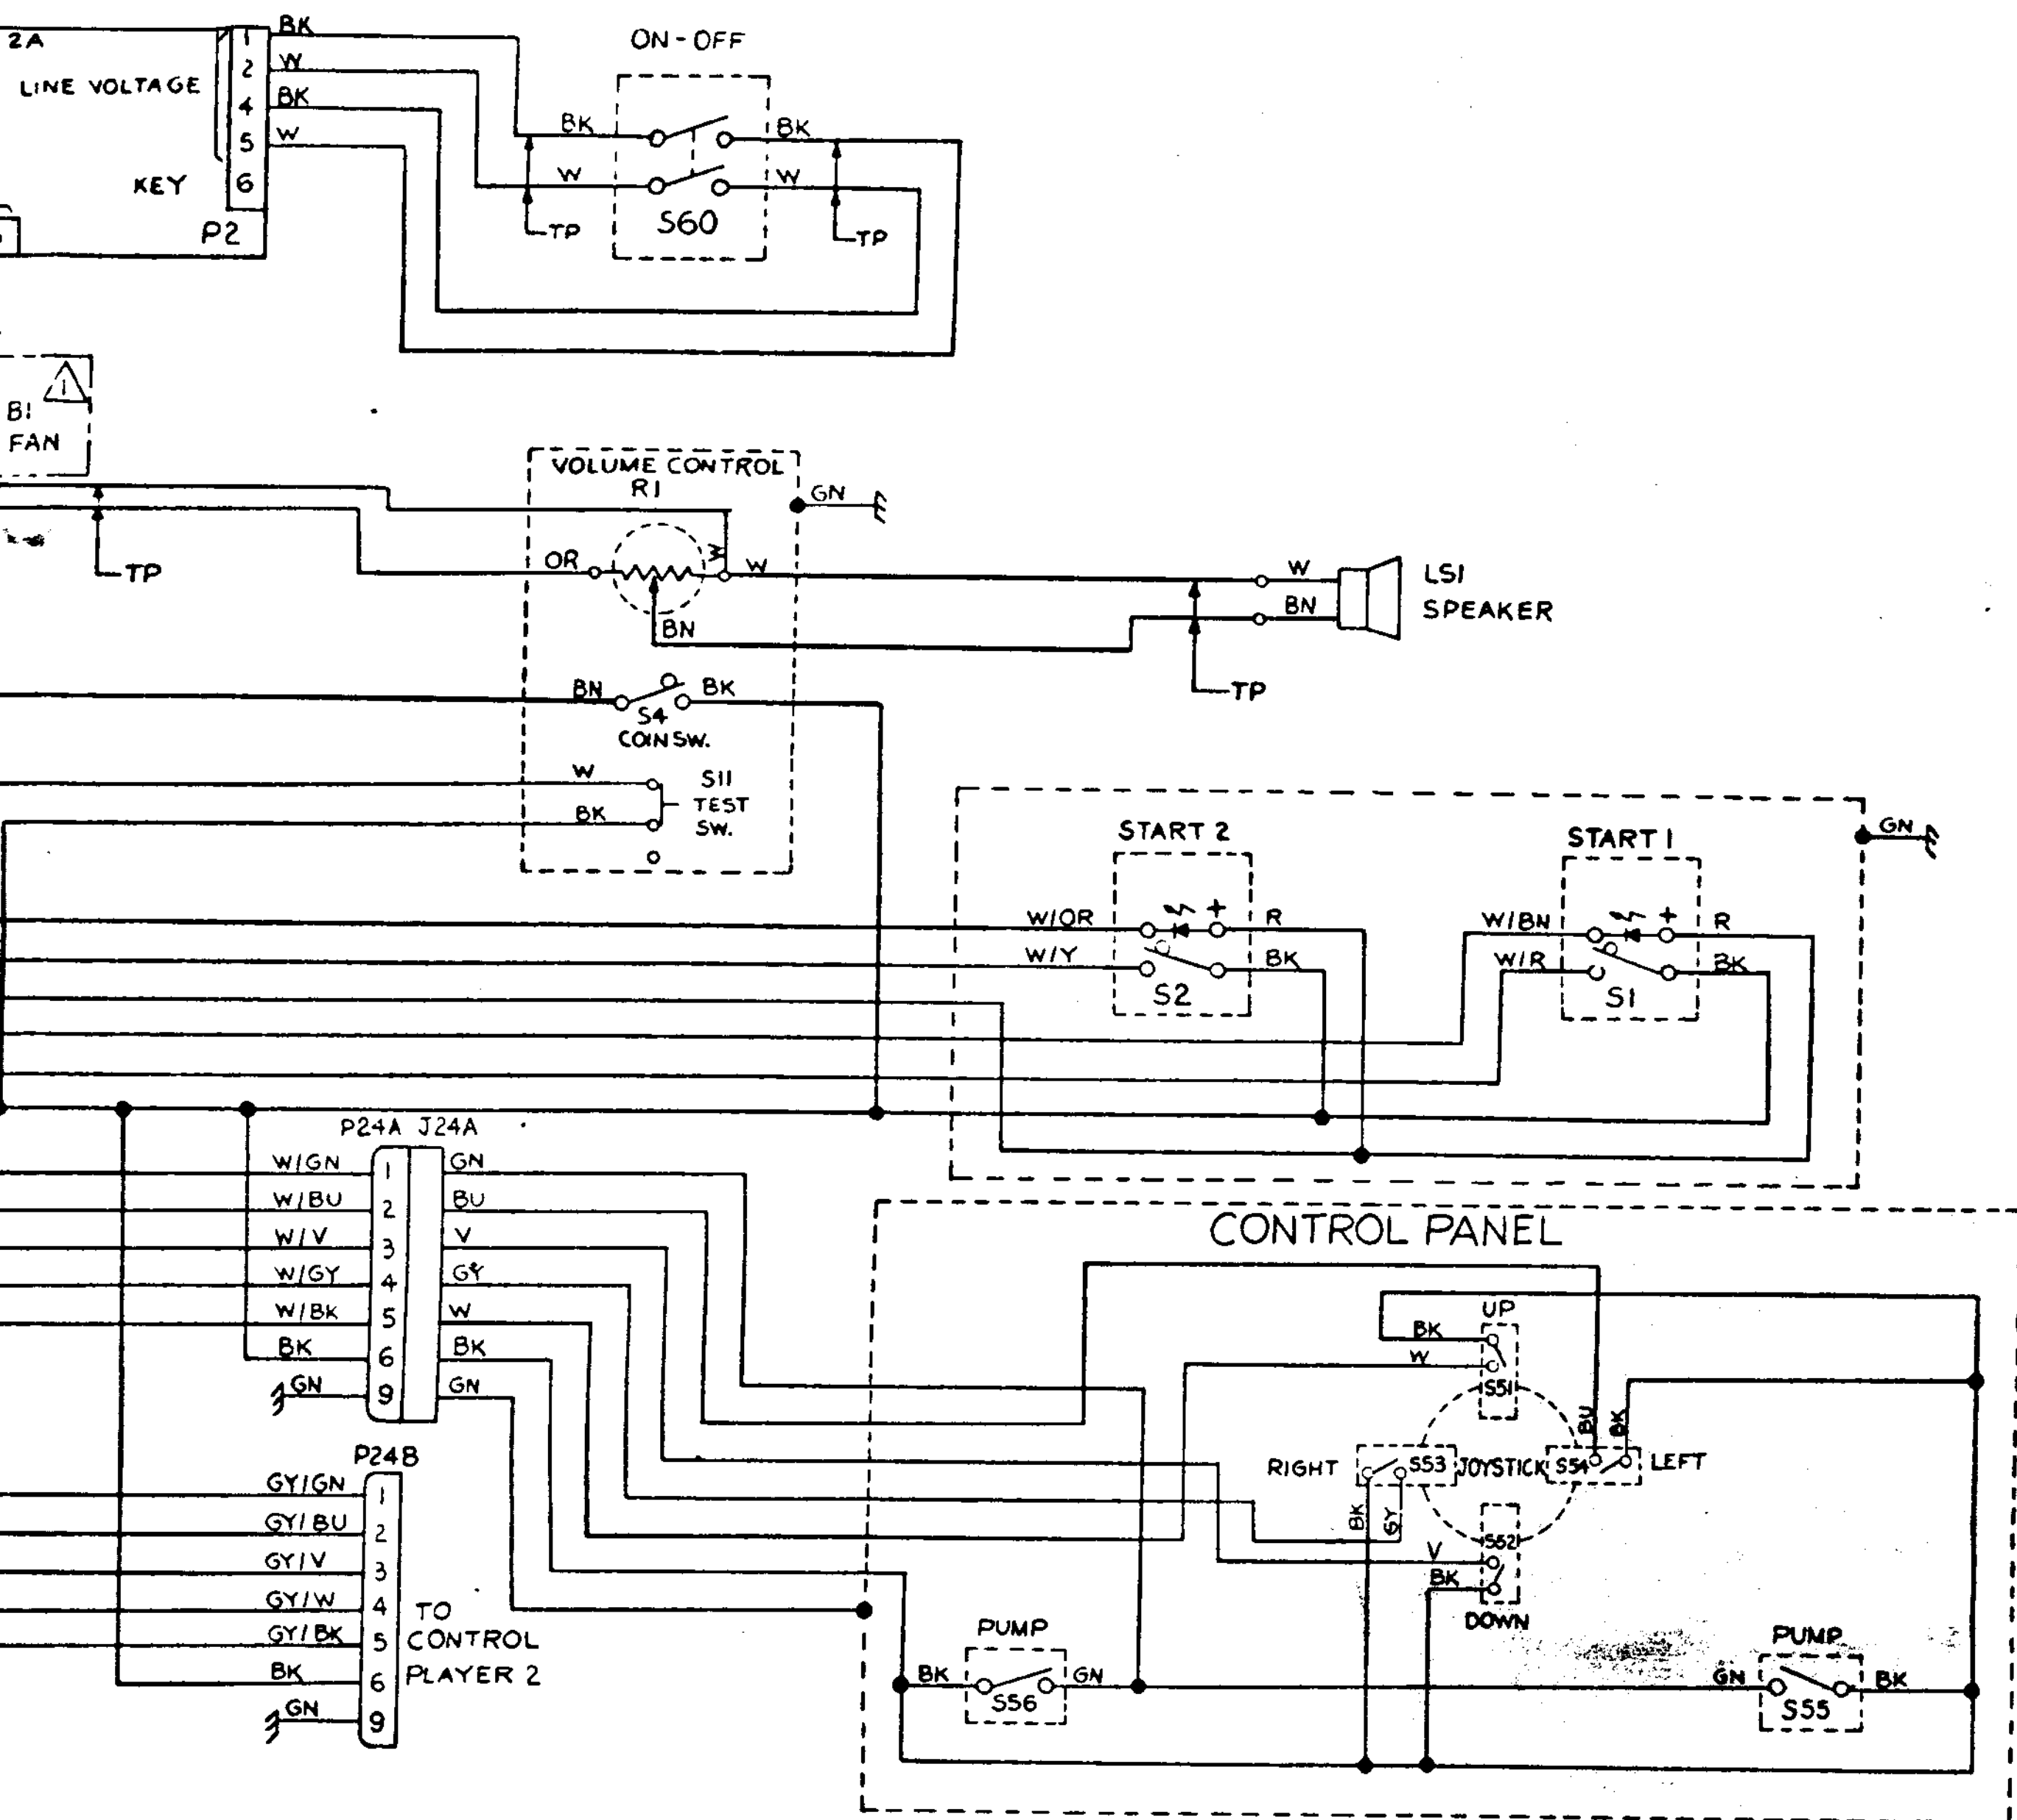 2A
LINE VOLTAGE
KEY
P2
1
2
4
5
6
BK
W
BK
W
ON-OFF
BK
BK
W
W
S60
TP
TP
B1
FAN
TP
VOLUME CONTROL
R1
GN
OR
W
W
BN
W
BN
LS1
SPEAKER
TP
BN
BK
S4
COIN SW.
W
S11
TEST
SW.
BK
START 2
START 1
GN
W/OR
+
R
W/Y
BK
S2
W/BN
+
R
W/R
BK
S1
P24A J24A
W/GN 1 GN
W/BU 2 BU
W/V 3 V
W/GY 4 GY
W/BK 5 W
BK 6 BK
GN 9 GN
P24B
GY/GN 1
GY/BU 2
GY/V 3
GY/W 4
GY/BK 5
BK 6
GN 9
TO
CONTROL
PLAYER 2
CONTROL PANEL
UP
BK
W
S51
BU
BK
RIGHT
S53
JOYSTICK
S54
LEFT
BK
GY
S52
V
BK
DOWN
PUMP
BK
GN
S56
PUMP
GN
BK
S55